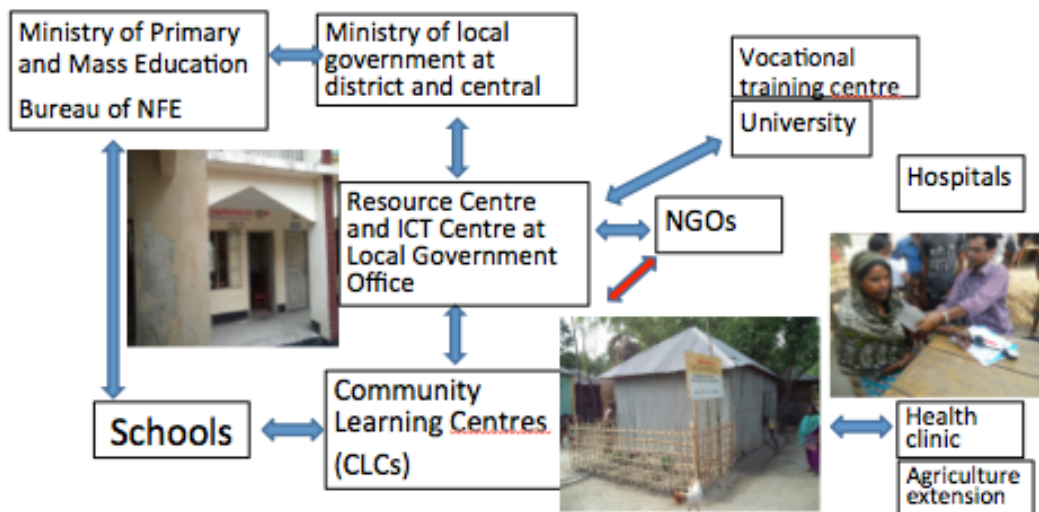 Ministry of Primary
and Mass Education
Bureau of NFE
Ministry of local
government at
district and central
Vocational
training centre
University
Hospitals
Resource Centre
and ICT Centre at
Local Government
Office
NGOs
Schools
Community
Learning Centres
(CLCs)
Health
clinic
Agriculture
extension